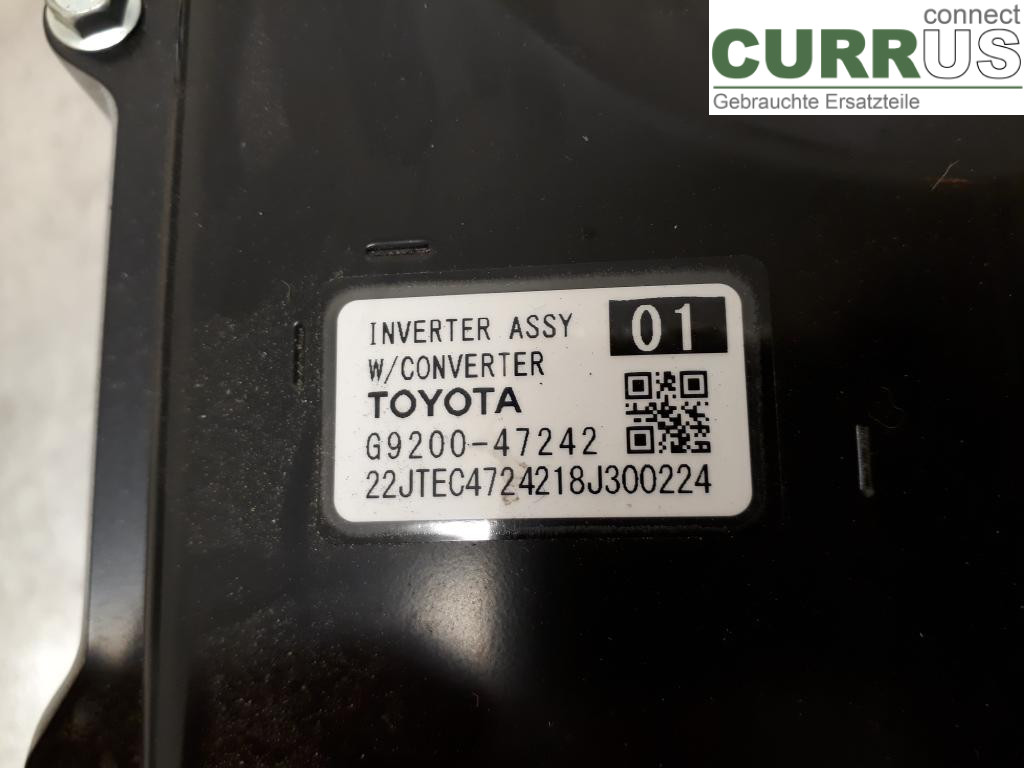 connect
CURRUS
Gebrauchte Ersatzteile
INVERTER ASSY 01
W/CONVERTER
TOYOTA
G9200-47242
22JTEC4724218J300224